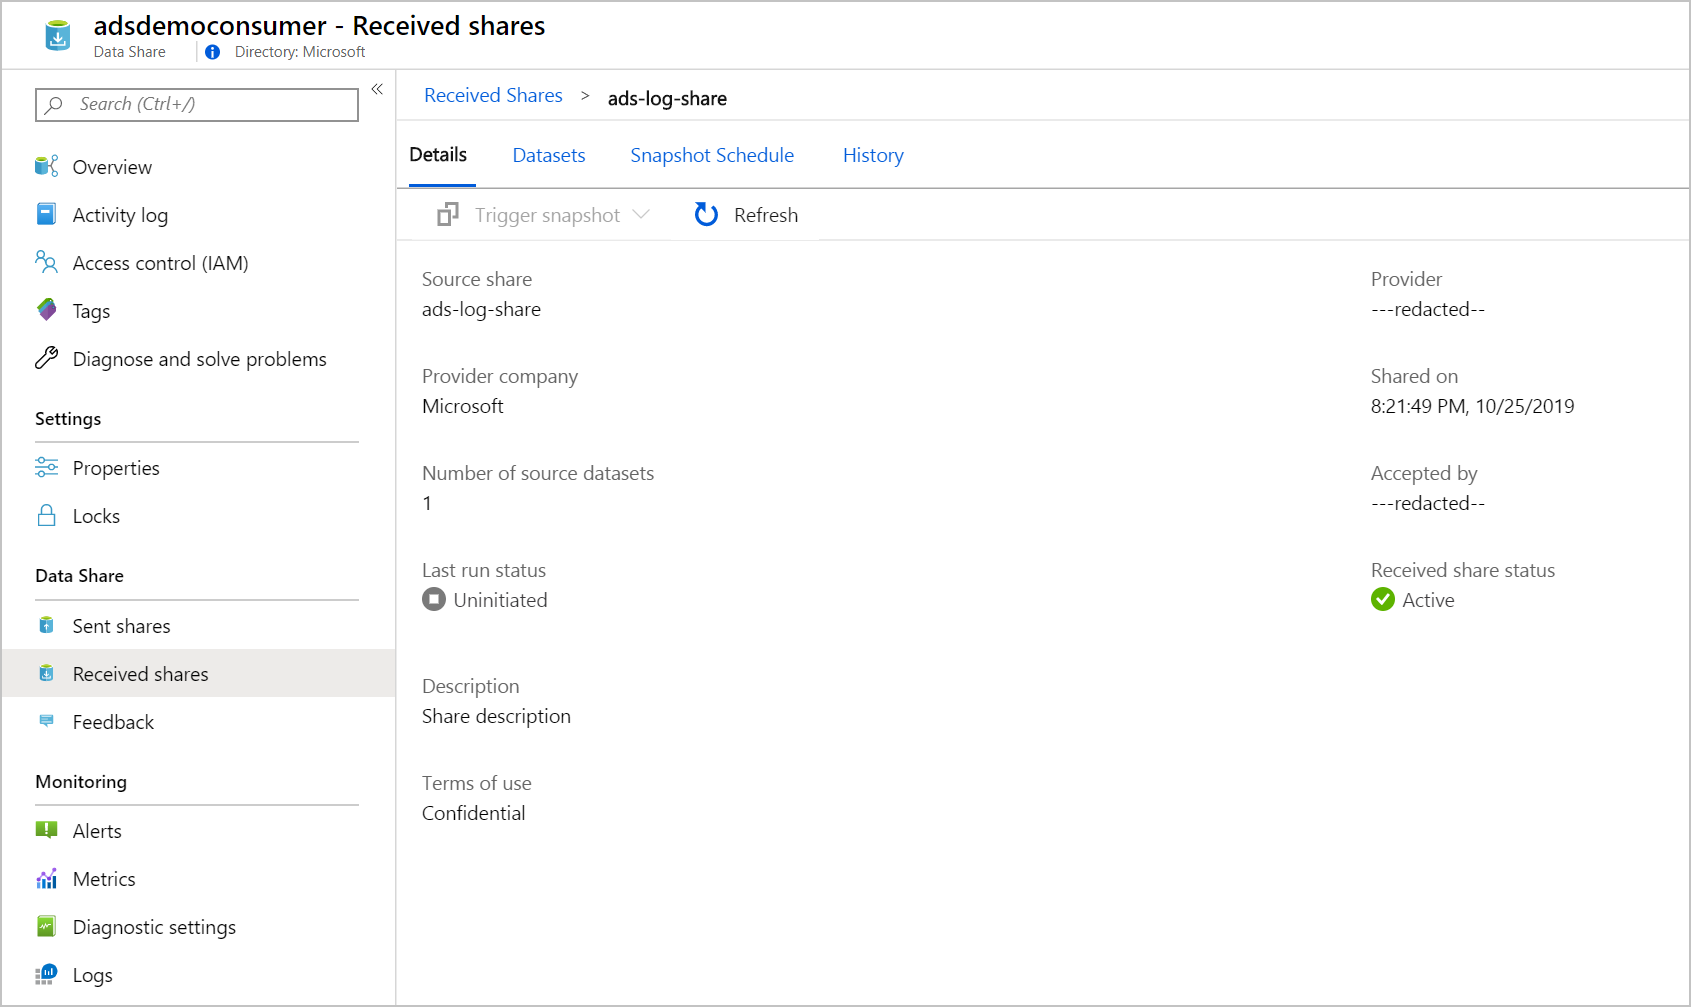 adsdemoconsumer - Received shares
Data Share
Directory: Microsoft
Search (Ctrl+/)
Overview
Activity log
Access control (IAM)
Tags
Diagnose and solve problems
Settings
Properties
Locks
Data Share
Sent shares
Received shares
Feedback
Monitoring
Alerts
Metrics
Diagnostic settings
Logs
Received Shares > ads-log-share
Details Datasets Snapshot Schedule History
Trigger snapshot Refresh
Source share
ads-log-share
Provider company
Microsoft
Number of source datasets
1
Last run status
Uninitiated
Description
Share description
Terms of use
Confidential
Provider
---redacted--
Shared on
8:21:49 PM, 10/25/2019
Accepted by
---redacted--
Received share status
Active